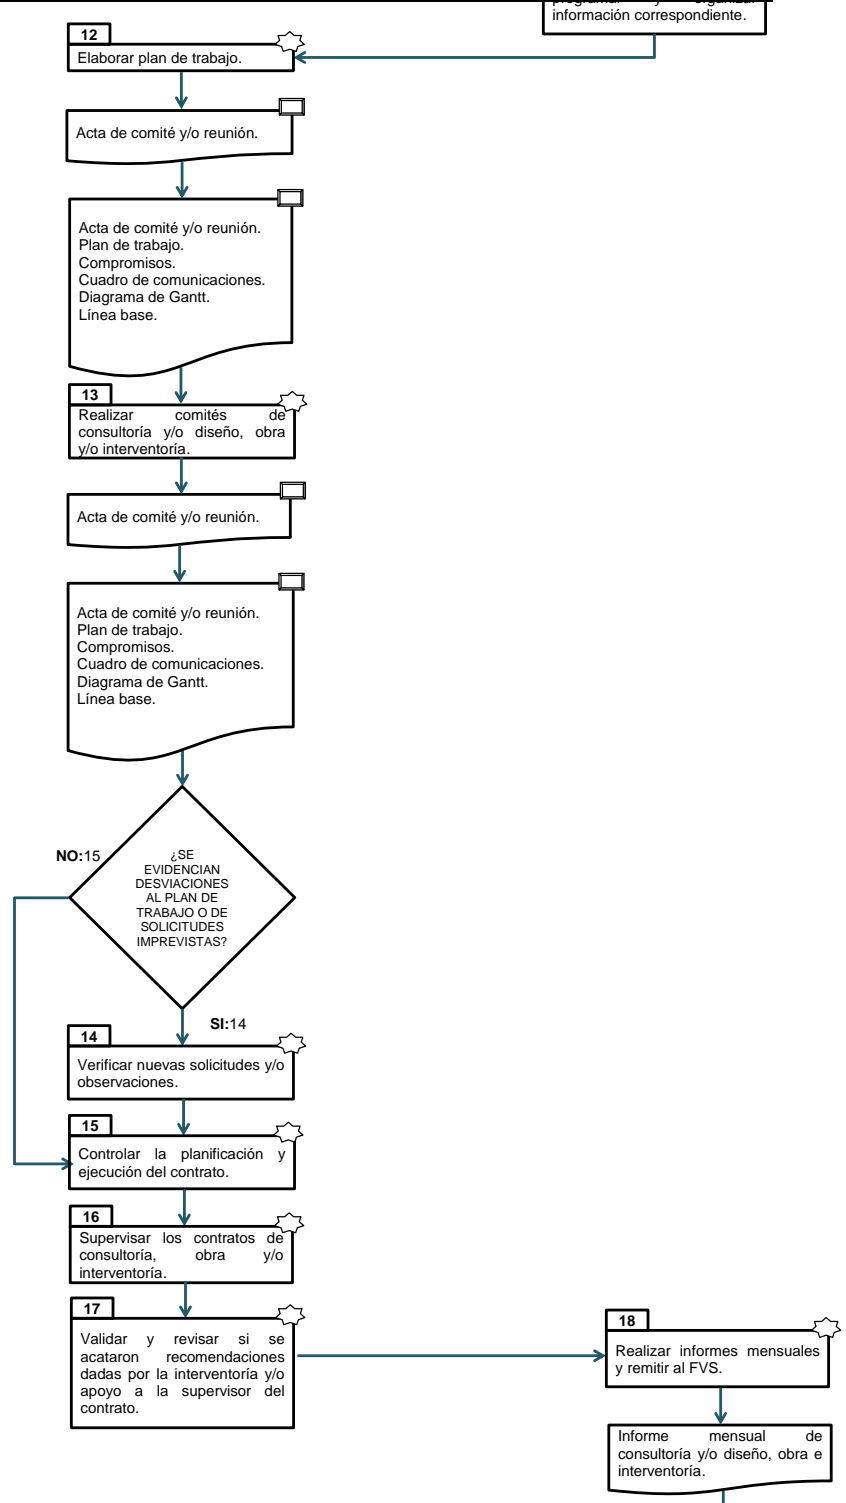 información correspondiente.
12
Elaborar plan de trabajo.
Acta de comité y/o reunión.
Acta de comité y/o reunión.
Plan de trabajo.
Compromisos.
Cuadro de comunicaciones.
Diagrama de Gantt.
Línea base.
13
Realizar comités de
consultoría y/o diseño, obra
y/o interventoría.
Acta de comité y/o reunión.
Acta de comité y/o reunión.
Plan de trabajo.
Compromisos.
Cuadro de comunicaciones.
Diagrama de Gantt.
Línea base.
NO:15
¿SE
EVIDENCIAN
DESVIACIONES
AL PLAN DE
TRABAJO O DE
SOLICITUDES
IMPREVISTAS?
SI:14
14
Verificar nuevas solicitudes y/o
observaciones.
15
Controlar la planificación y
ejecución del contrato.
16
Supervisar los contratos de
consultoría, obra y/o
interventoría.
17
Validar y revisar si se
acataron recomendaciones
dadas por la interventoría y/o
apoyo a la supervisor del
contrato.
18
Realizar informes mensuales
y remitir al FVS.
Informe mensual de
consultoría y/o diseño, obra e
interventoría.